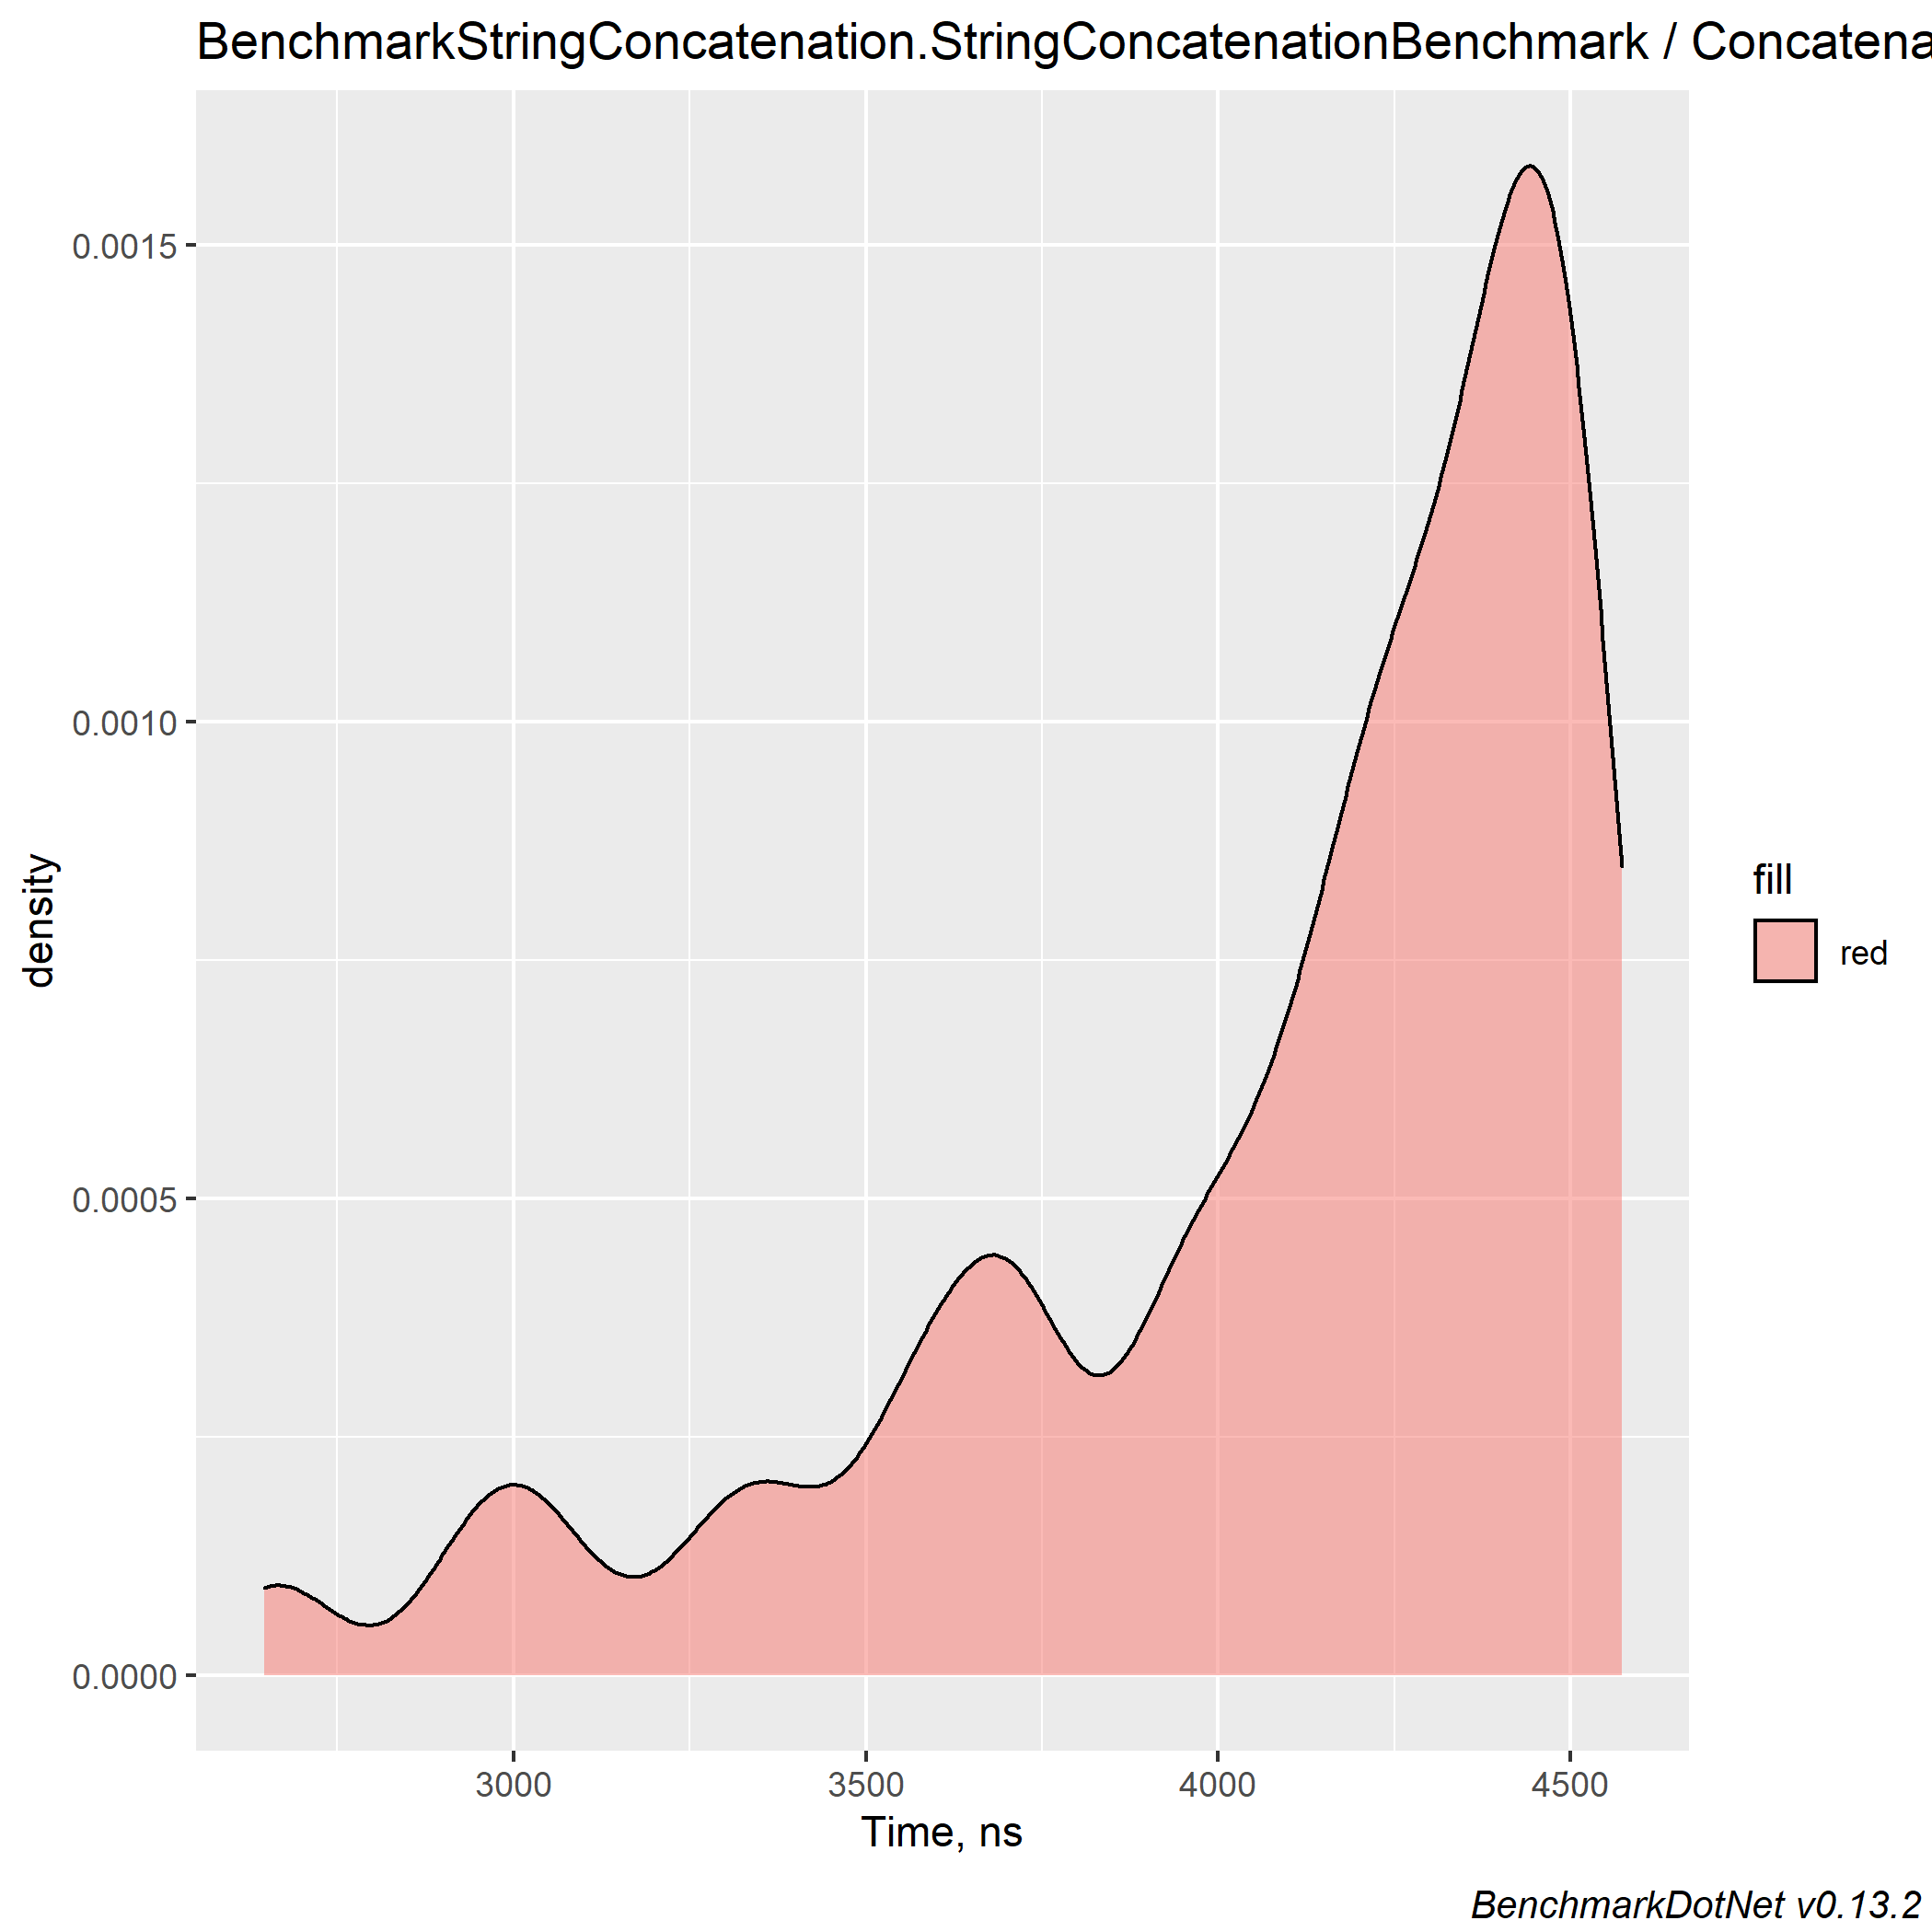 BenchmarkStringConcatenation.StringConcatenationBenchmark / Concatena
0.0015
0.0010
0.0005
0.0000
density
3000 3500 4000 4500
Time, ns
fill
red
BenchmarkDotNet v0.13.2